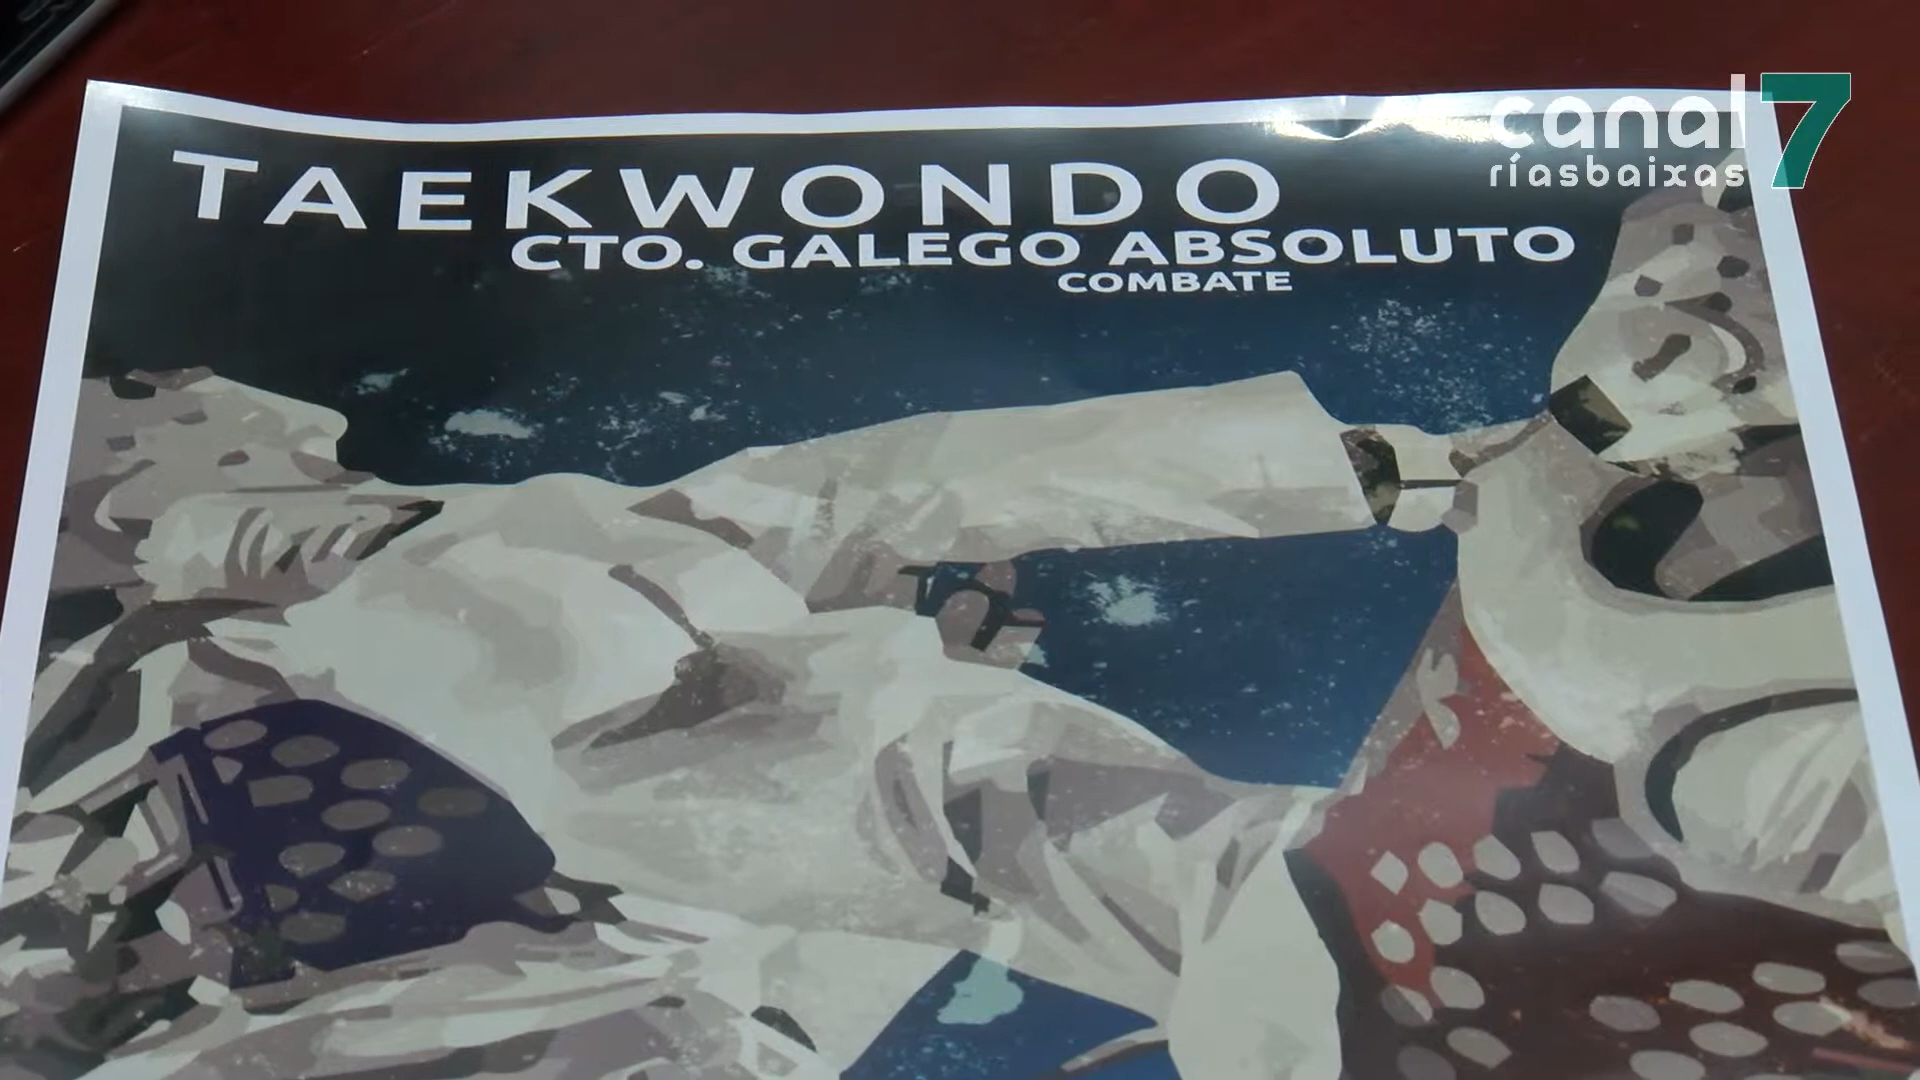 canal 7
ríasbaixas
TAEKWONDO
CTO. GALEGO ABSOLUTO
COMBATE